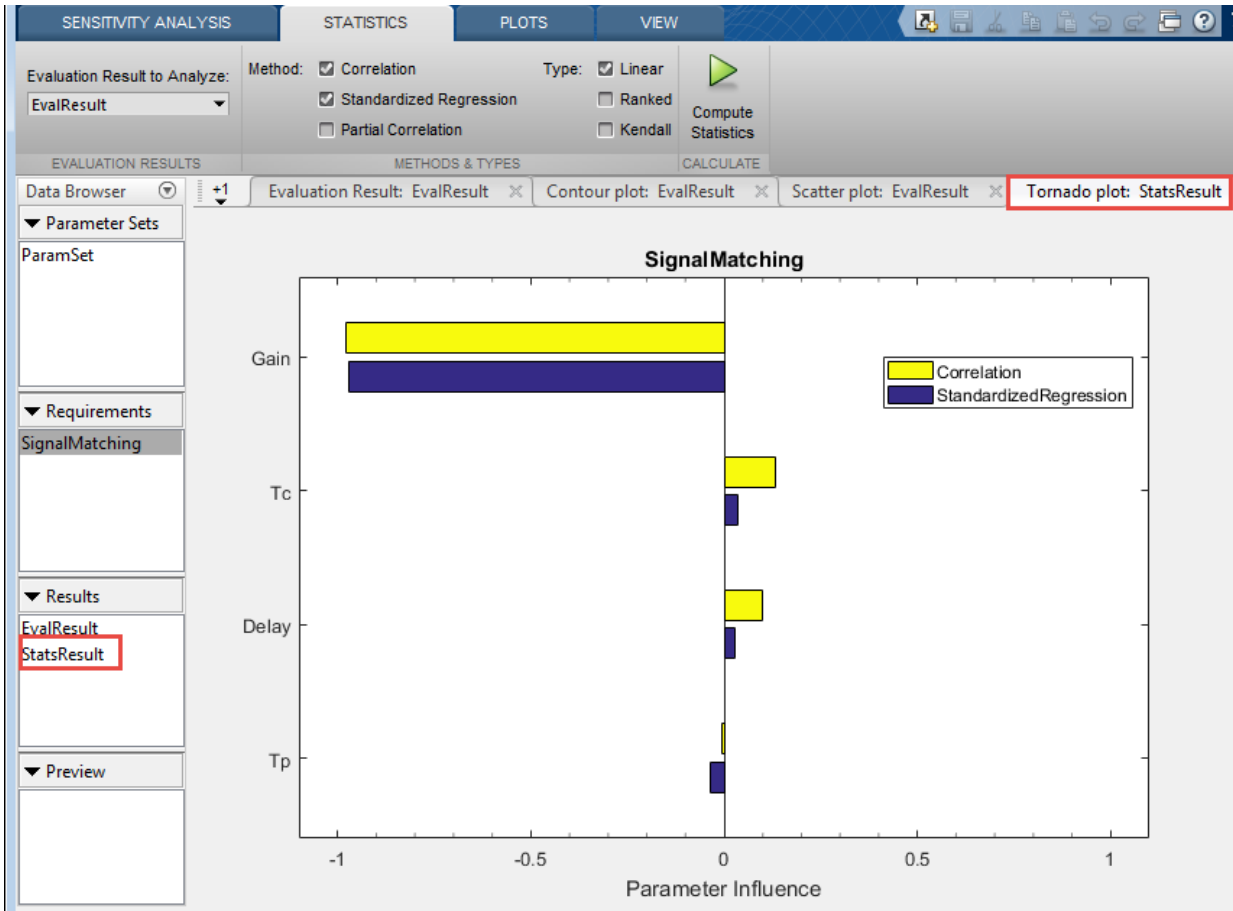 SENSITIVITY ANALYSIS STATISTICS PLOTS VIEW
Evaluation Result to Analyze:
EvalResult
EVALUATION RESULTS
Method: Correlation Type: Linear
Standardized Regression Ranked
Partial Correlation Kendall
METHODS & TYPES
Compute
Statistics
CALCULATE
Data Browser
+1 Evaluation Result: EvalResult Contour plot: EvalResult Scatter plot: EvalResult Tornado plot: StatsResult
Parameter Sets
ParamSet
Requirements
SignalMatching
Results
EvalResult
StatsResult
Preview
SignalMatching
Gain
Tc
Delay
Tp
Correlation
StandardizedRegression
-1 -0.5 0 0.5 1
Parameter Influence